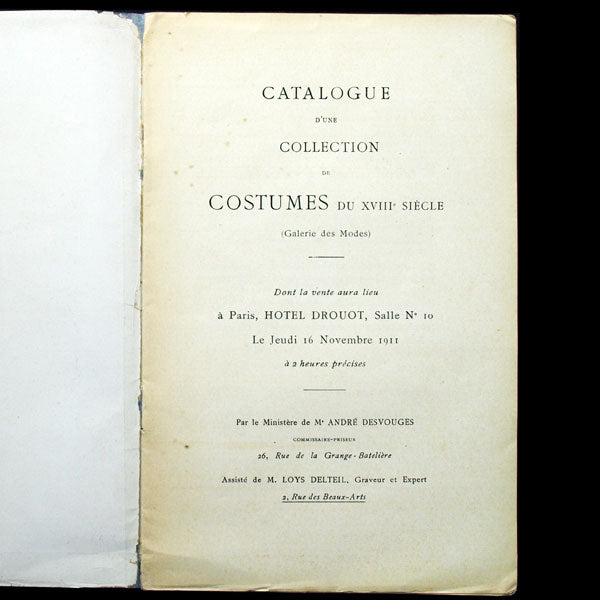 CATALOGUE
D'UNE
COLLECTION
DE
COSTUMES DU XVIIIᵉ SIÈCLE
(Galerie des Modes)
Dont la vente aura lieu
à Paris, HOTEL DROUOT, Salle Nº 10
Le Jeudi 16 Novembre 1911
à 2 heures précises
Par le Ministère de Mᵉ ANDRÉ DESVOUGES
COMMISSAIRE-PRISEUR
26, Rue de la Grange-Batelière
Assisté de M. LOYS DELTEIL, Graveur et Expert
2, Rue des Beaux-Arts